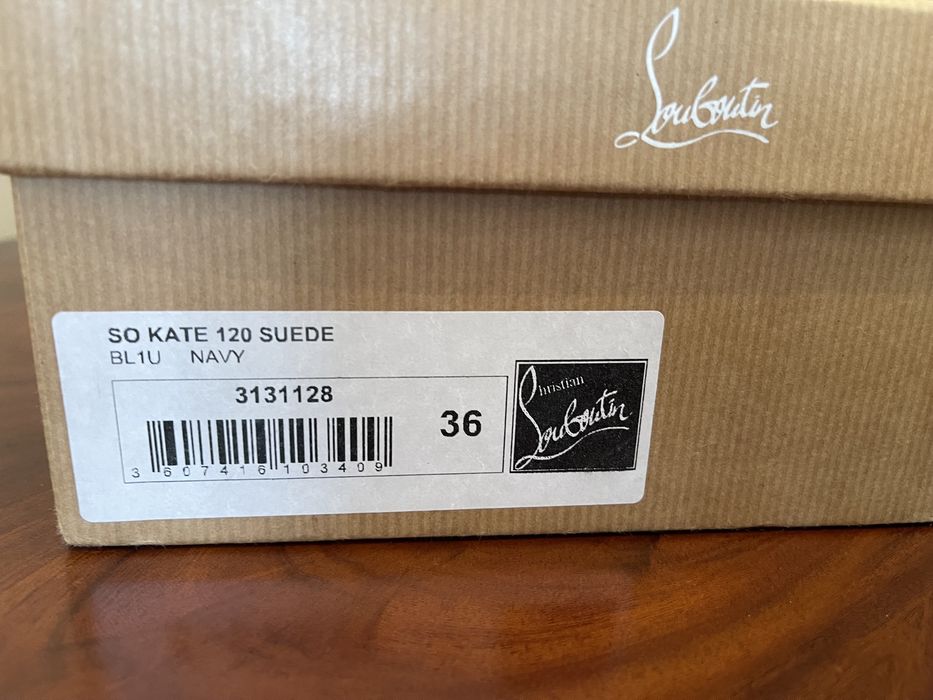 Louboutin
SO KATE 120 SUEDE
BL1U NAVY
3131128
36
3 607416 103409
Christian
Louboutin